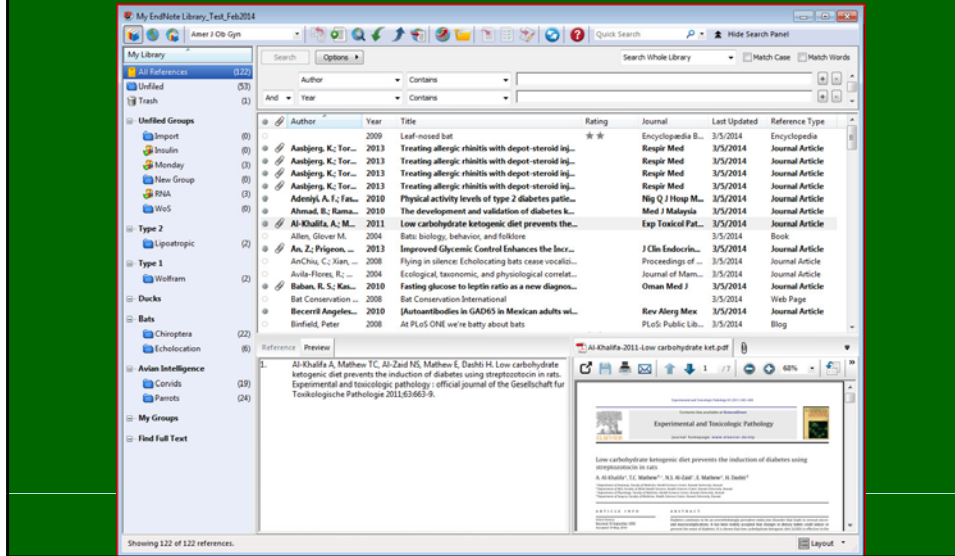 My EndNote Library_Test_Feb2014
Amer J Ob Gyn
Quick Search
Hide Search Panel
My Library
All References (122)
Unfiled (53)
Trash (1)
Unfiled Groups
Import (0)
Insulin (0)
Monday (3)
New Group (0)
RNA (3)
WoS (0)
Type 2
Lipoatropic (2)
Type 1
Wolfram (2)
Ducks
Bats
Chiroptera (22)
Echolocation (6)
Avian Intelligence
Corvids (19)
Parrots (24)
My Groups
Find Full Text
Search Options Search Whole Library Match Case Match Words
Author Contains
And Year Contains
Author Year Title Rating Journal Last Updated Reference Type
2009 Leaf-nosed bat ★★ Encyclopædia B... 3/5/2014 Encyclopedia
Aasbjerg, K.; Tor... 2013 Treating allergic rhinitis with depot-steroid inj... Respir Med 3/5/2014 Journal Article
Aasbjerg, K.; Tor... 2013 Treating allergic rhinitis with depot-steroid inj... Respir Med 3/5/2014 Journal Article
Aasbjerg, K.; Tor... 2013 Treating allergic rhinitis with depot-steroid inj... Respir Med 3/5/2014 Journal Article
Aasbjerg, K.; Tor... 2013 Treating allergic rhinitis with depot-steroid inj... Respir Med 3/5/2014 Journal Article
Adeniyi, A. F.; Fas... 2010 Physical activity levels of type 2 diabetes patie... Nig Q J Hosp M... 3/5/2014 Journal Article
Ahmad, B.; Rama... 2010 The development and validation of diabetes k... Med J Malaysia 3/5/2014 Journal Article
Al-Khalifa, A.; M... 2011 Low carbohydrate ketogenic diet prevents the... Exp Toxicol Pat... 3/5/2014 Journal Article
Allen, Glover M. 2004 Bats: biology, behavior, and folklore 3/5/2014 Book
An, Z.; Prigeon, ... 2013 Improved Glycemic Control Enhances the Incr... J Clin Endocrin... 3/5/2014 Journal Article
AnChiu, C.; Xian, ... 2008 Flying in silence: Echolocating bats cease vocalizi... Proceedings of ... 3/5/2014 Journal Article
Avila-Flores, R.; ... 2004 Ecological, taxonomic, and physiological correlat... Journal of Mam... 3/5/2014 Journal Article
Baban, R. S.; Kas... 2010 Fasting glucose to leptin ratio as a new diagnos... Oman Med J 3/5/2014 Journal Article
Bat Conservation ... 2008 Bat Conservation International 3/5/2014 Web Page
Becerril Angeles... 2010 [Autoantibodies in GAD65 in Mexican adults wi... Rev Alerg Mex 3/5/2014 Journal Article
Binfield, Peter 2008 At PLoS ONE we're batty about bats PLoS: Public Lib... 3/5/2014 Blog
Reference Preview
1. Al-Khalifa A, Mathew TC, Al-Zaid NS, Mathew E, Dashti H. Low carbohydrate
ketogenic diet prevents the induction of diabetes using streptozotocin in rats.
Experimental and toxicologic pathology : official journal of the Gesellschaft fur
Toxikologische Pathologie 2011;63:663-9.
Al-Khalifa-2011-Low carbohydrate ket.pdf
1 /7 68%
Experimental and Toxicologic Pathology
Low carbohydrate ketogenic diet prevents the induction of diabetes using
streptozotocin in rats
A. Al-Khalifa, T.C. Mathew, N.S. Al-Zaid, E. Mathew, H. Dashti
ARTICLE INFO ABSTRACT
Showing 122 of 122 references.
Layout